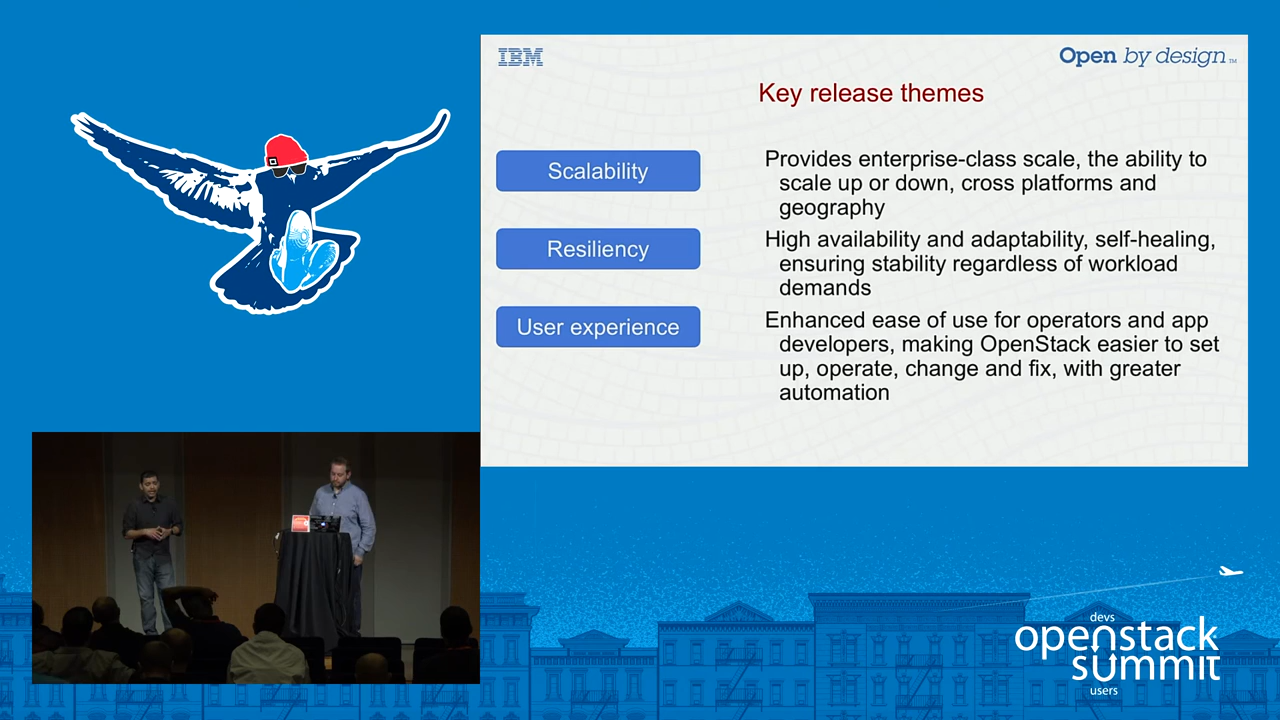 IBM
Open by design™
Key release themes
Scalability
Provides enterprise-class scale, the ability to
scale up or down, cross platforms and
geography
Resiliency
High availability and adaptability, self-healing,
ensuring stability regardless of workload
demands
User experience
Enhanced ease of use for operators and app
developers, making OpenStack easier to set
up, operate, change and fix, with greater
automation
devs
openstack
summit
users